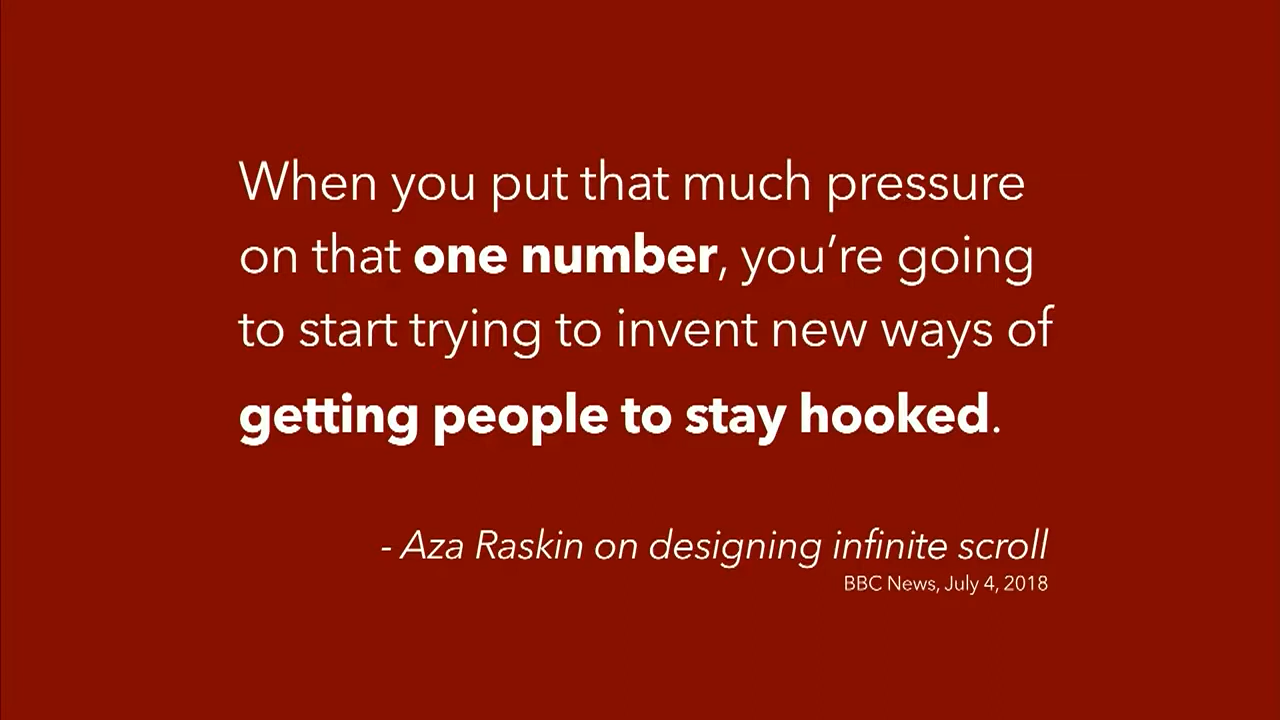 When you put that much pressure
on that one number, you’re going
to start trying to invent new ways of
getting people to stay hooked.
- Aza Raskin on designing infinite scroll
BBC News, July 4, 2018